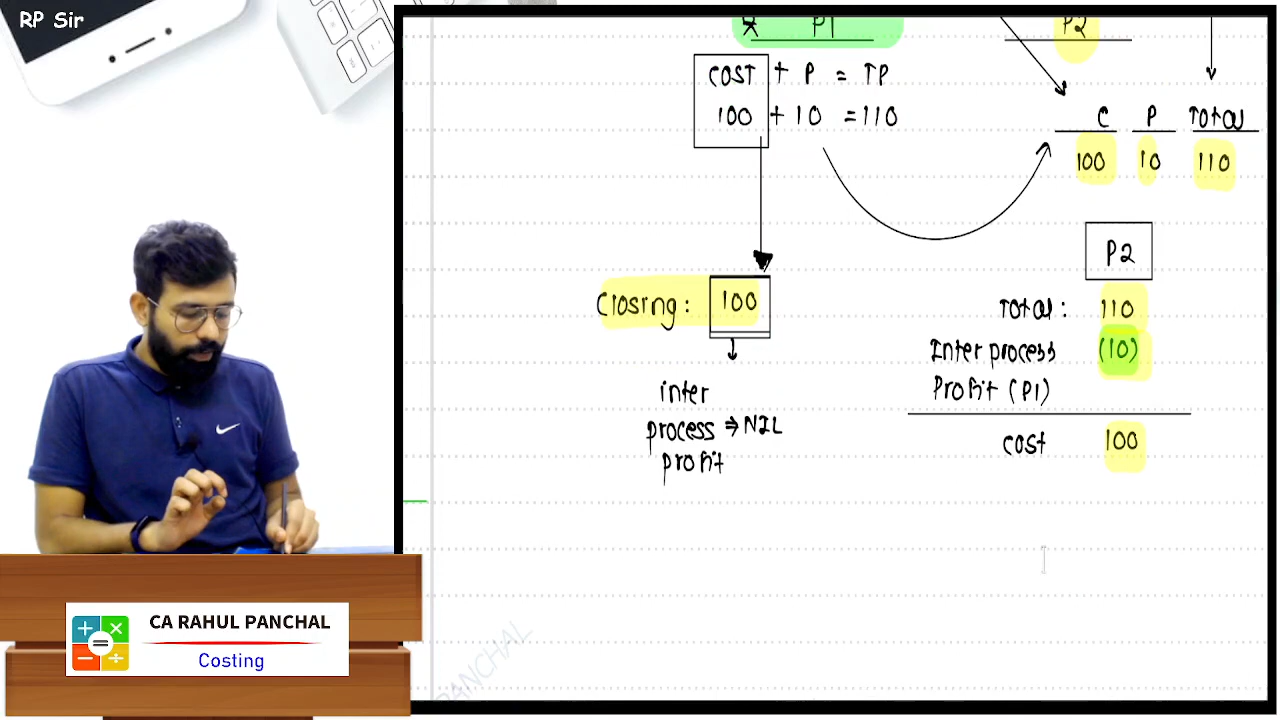 RP Sir
P1
P2
COST + P = TP
100 + 10 = 110
C P Total
100 10 110
P2
Closing: 100
Total: 110
Inter process (10)
Profit (P1)
inter
process ⇒ NIL
profit
cost 100
CA RAHUL PANCHAL
Costing
PANCHAL